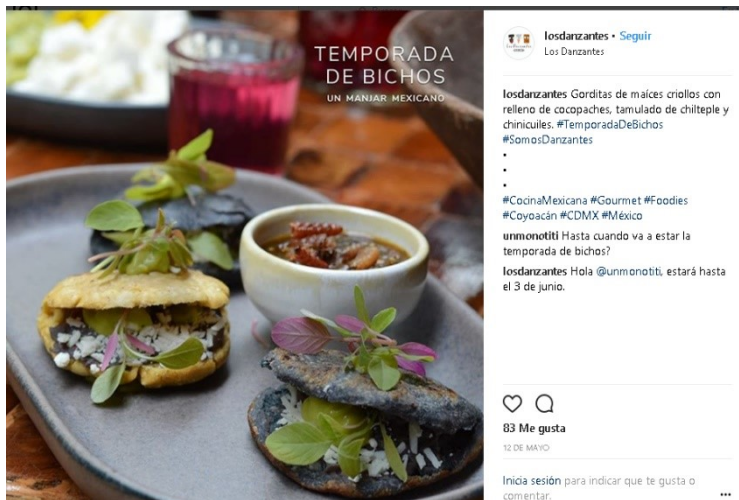 TEMPORADA
DE BICHOS
UN MANJAR MEXICANO
losdanzantes • Seguir
Los Danzantes
losdanzantes Gorditas de maíces criollos con
relleno de cocopaches, tamulado de chilteple y
chinicuiles. #TemporadaDeBichos
#SomosDanzantes
•
•
•
#CocinaMexicana #Gourmet #Foodies
#Coyoacán #CDMX #México
unmonotiti Hasta cuando va a estar la
temporada de bichos?
losdanzantes Hola @unmonotiti, estará hasta
el 3 de junio.
83 Me gusta
12 DE MAYO
Inicia sesión para indicar que te gusta o
comentar.